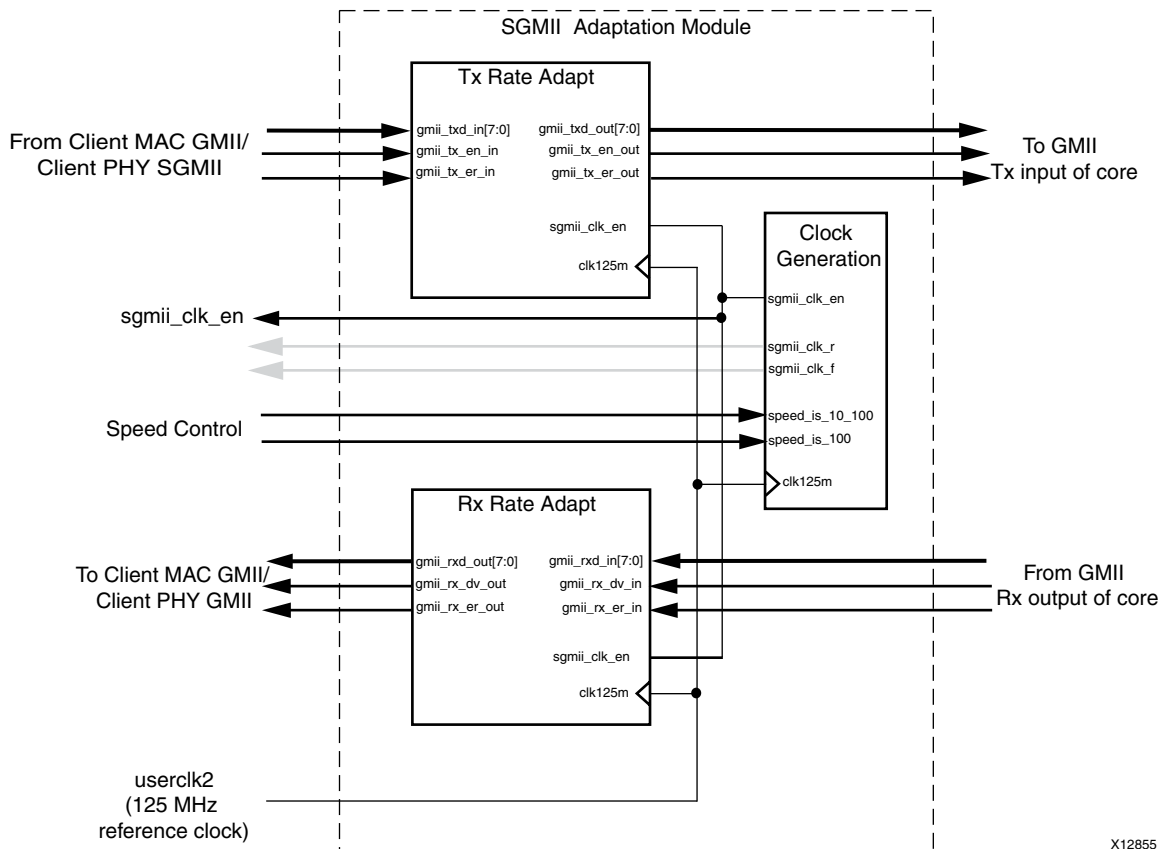 SGMII Adaptation Module
Tx Rate Adapt
From Client MAC GMII/
Client PHY SGMII
gmii_txd_in[7:0]
gmii_tx_en_in
gmii_tx_er_in
gmii_txd_out[7:0]
gmii_tx_en_out
gmii_tx_er_out
sgmii_clk_en
clk125m
To GMII
Tx input of core
Clock
Generation
sgmii_clk_en
sgmii_clk_r
sgmii_clk_f
speed_is_10_100
speed_is_100
clk125m
sgmii_clk_en
Speed Control
Rx Rate Adapt
To Client MAC GMII/
Client PHY GMII
gmii_rxd_out[7:0]
gmii_rx_dv_out
gmii_rx_er_out
gmii_rxd_in[7:0]
gmii_rx_dv_in
gmii_rx_er_in
sgmii_clk_en
clk125m
From GMII
Rx output of core
userclk2
(125 MHz
reference clock)
X12855